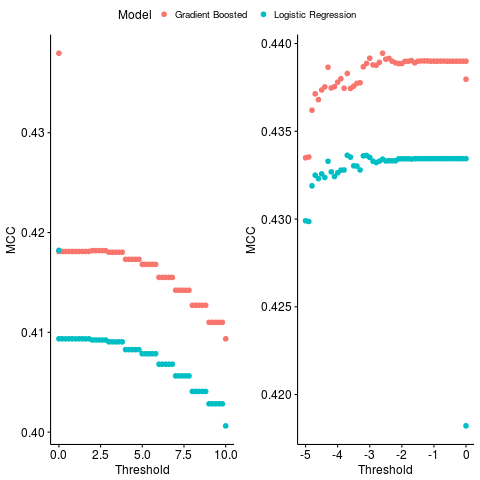 Model Gradient Boosted Logistic Regression
MCC
0.43
0.42
0.41
0.40
0.0 2.5 5.0 7.5 10.0
Threshold
MCC
0.440
0.435
0.430
0.425
0.420
-5 -4 -3 -2 -1 0
Threshold